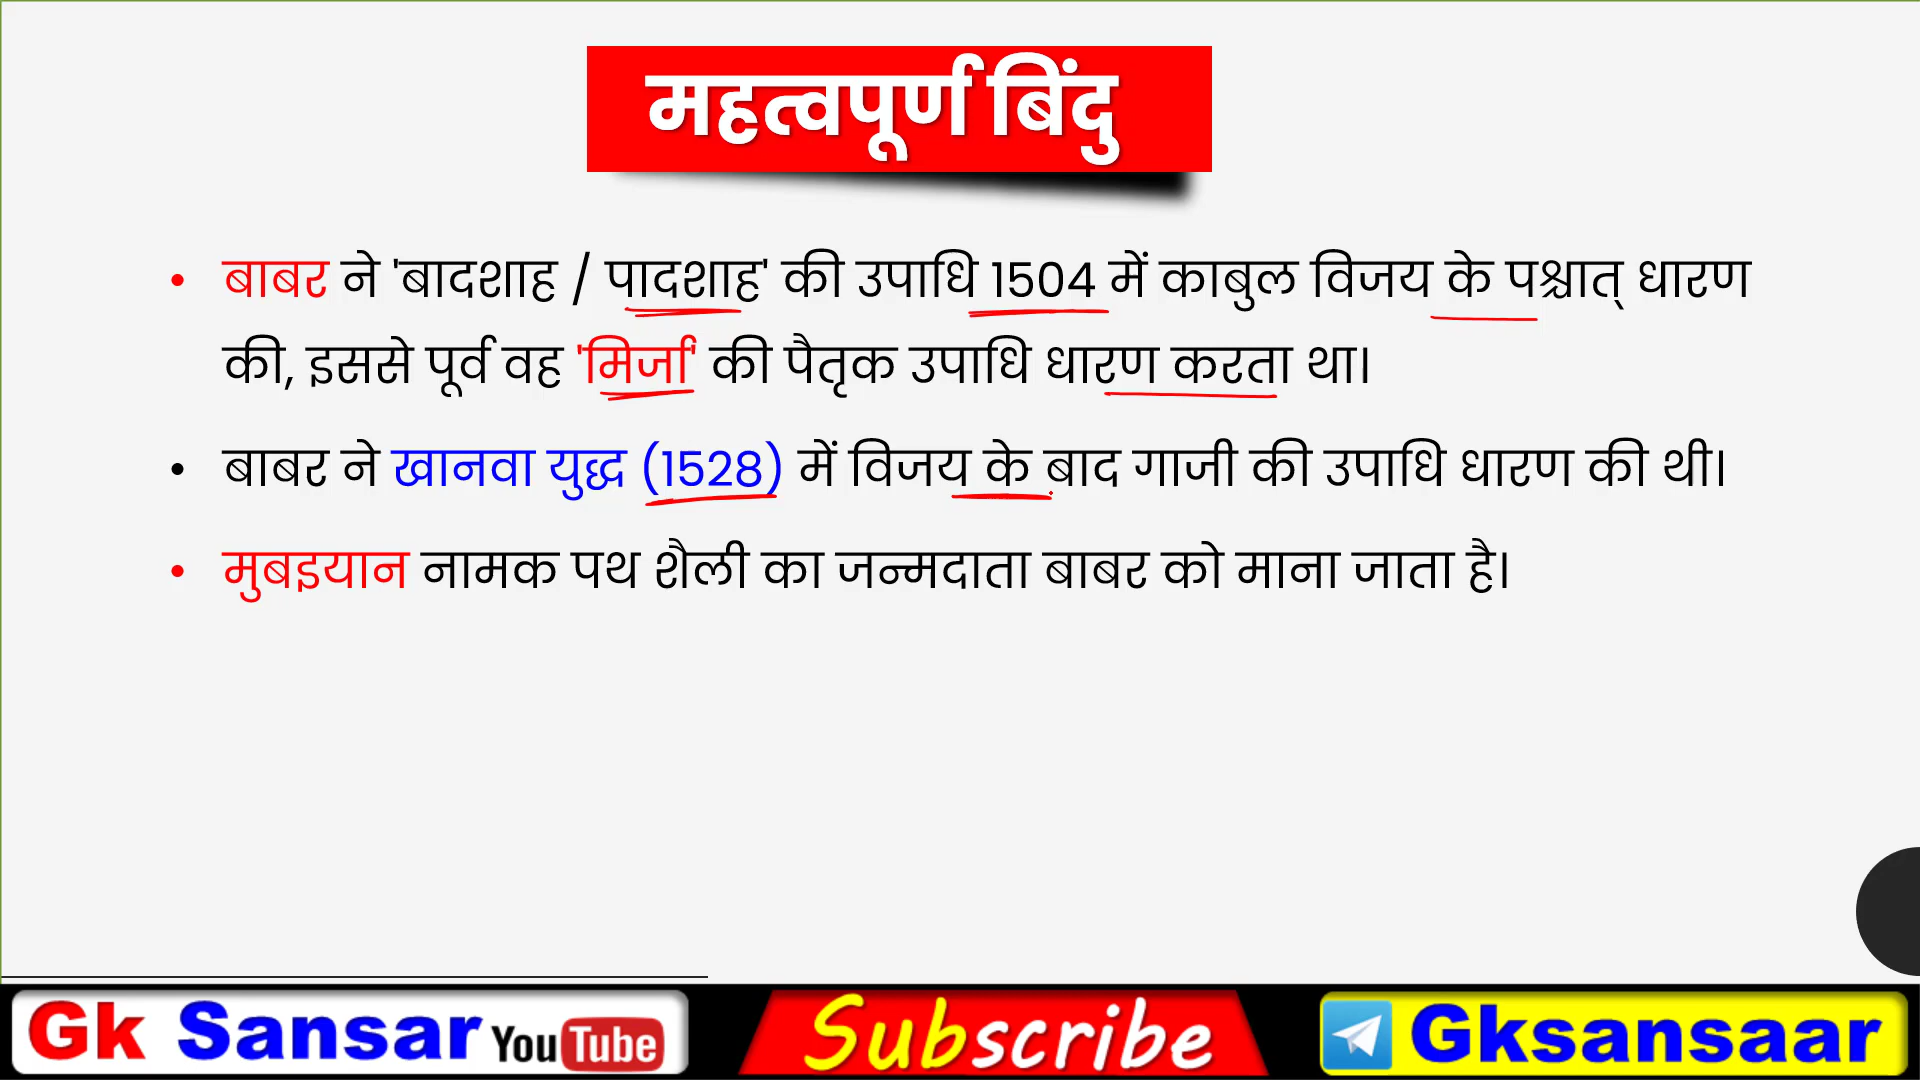 महत्वपूर्ण बिंदु
• बाबर ने 'बादशाह / पादशाह' की उपाधि 1504 में काबुल विजय के पश्चात् धारण
की, इससे पूर्व वह 'मिर्जा' की पैतृक उपाधि धारण करता था।
• बाबर ने खानवा युद्ध (1528) में विजय के बाद गाजी की उपाधि धारण की थी।
• मुबइयान नामक पथ शैली का जन्मदाता बाबर को माना जाता है।
Gk Sansar YouTube Subscribe Gksansaar